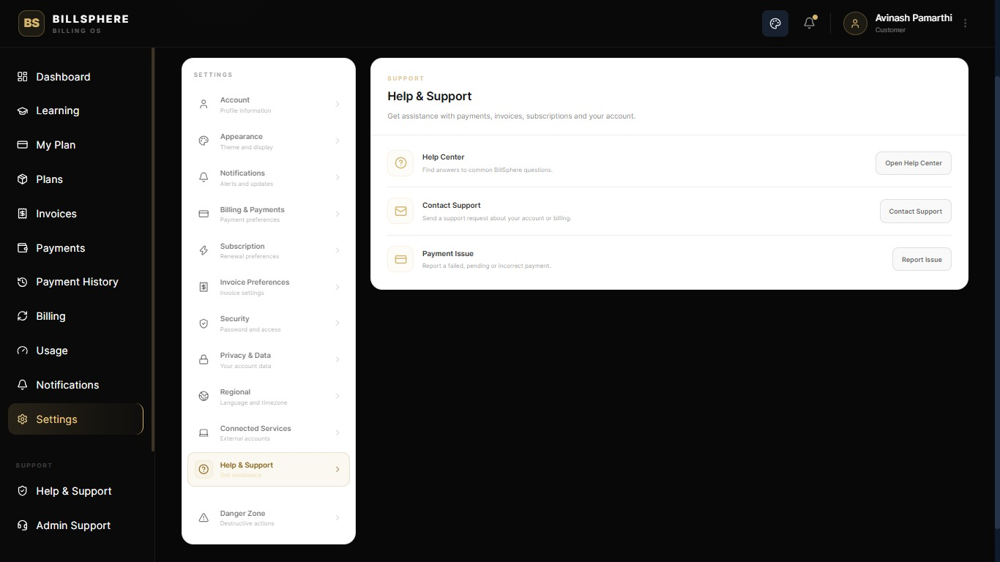 BS
BILLSPHERE
BILLING OS
Avinash Pamarthi
Customer
Dashboard
Learning
My Plan
Plans
Invoices
Payments
Payment History
Billing
Usage
Notifications
Settings
SUPPORT
Help & Support
Admin Support
SETTINGS
Account
Profile information
Appearance
Theme and display
Notifications
Alerts and updates
Billing & Payments
Payment preferences
Subscription
Renewal preferences
Invoice Preferences
Invoice settings
Security
Password and access
Privacy & Data
Your account data
Regional
Language and timezone
Connected Services
External accounts
Help & Support
Get assistance
Danger Zone
Destructive actions
SUPPORT
Help & Support
Get assistance with payments, invoices, subscriptions and your account.
Help Center
Find answers to common BillSphere questions.
Open Help Center
Contact Support
Send a support request about your account or billing.
Contact Support
Payment Issue
Report a failed, pending or incorrect payment.
Report Issue